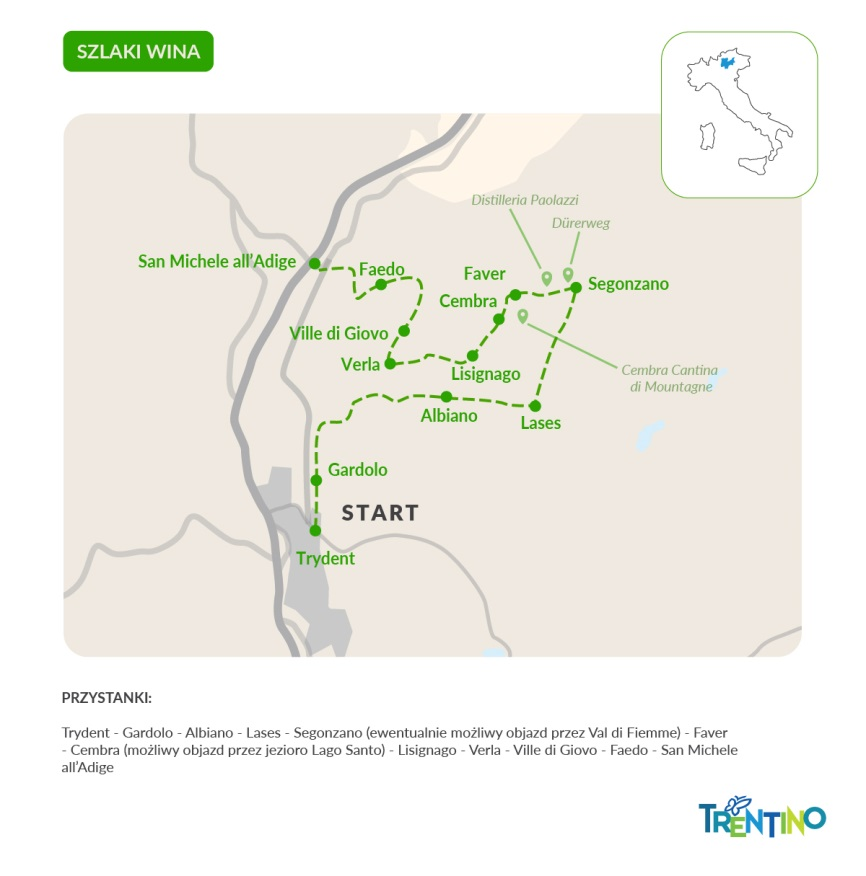 SZLAKI WINA
Distilleria Paolazzi
Dürerweg
San Michele all'Adige
Faedo
Faver
Segonzano
Cembra
Ville di Giovo
Verla
Lisignago
Cembra Cantina
di Mountagne
Albiano
Lases
Gardolo
START
Trydent
PRZYSTANKI:
Trydent - Gardolo - Albiano - Lases - Segonzano (ewentualnie możliwy objazd przez Val di Fiemme) - Faver
- Cembra (możliwy objazd przez jezioro Lago Santo) - Lisignago - Verla - Ville di Giovo - Faedo - San Michele
all'Adige
TRENTINO